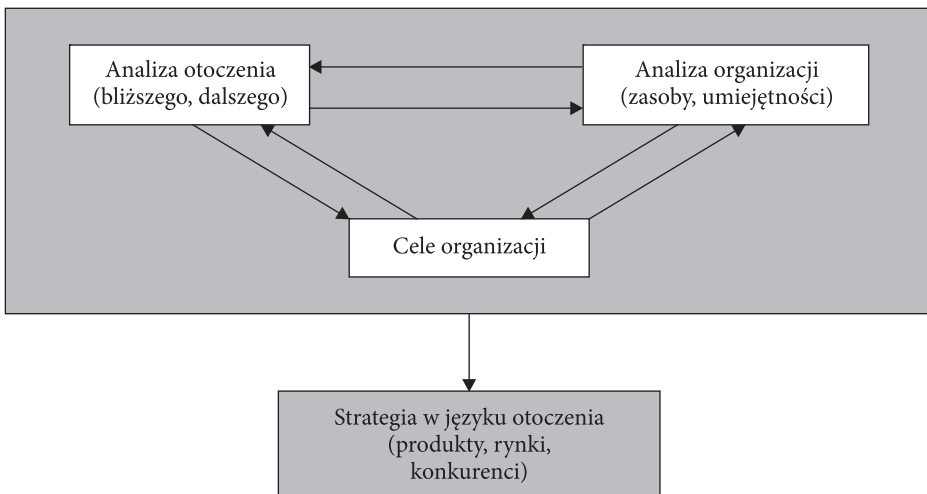 Analiza otoczenia
(bliższego, dalszego)
Analiza organizacji
(zasoby, umiejętności)
Cele organizacji
Strategia w języku otoczenia
(produkty, rynki,
konkurenci)